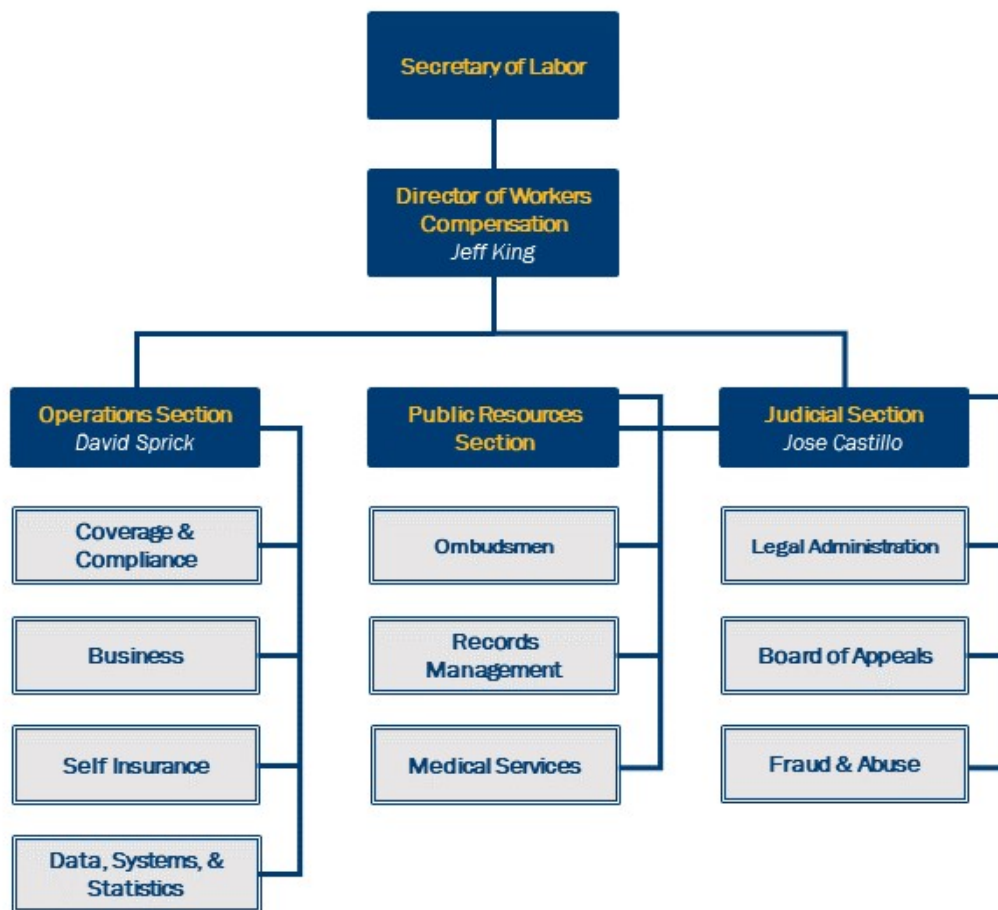 Secretary of Labor
Director of Workers
Compensation
Jeff King
Operations Section
David Sprick
Public Resources
Section
Judicial Section
Jose Castillo
Coverage &
Compliance
Ombudsmen
Legal Administration
Business
Records
Management
Board of Appeals
Self Insurance
Medical Services
Fraud & Abuse
Data, Systems, &
Statistics